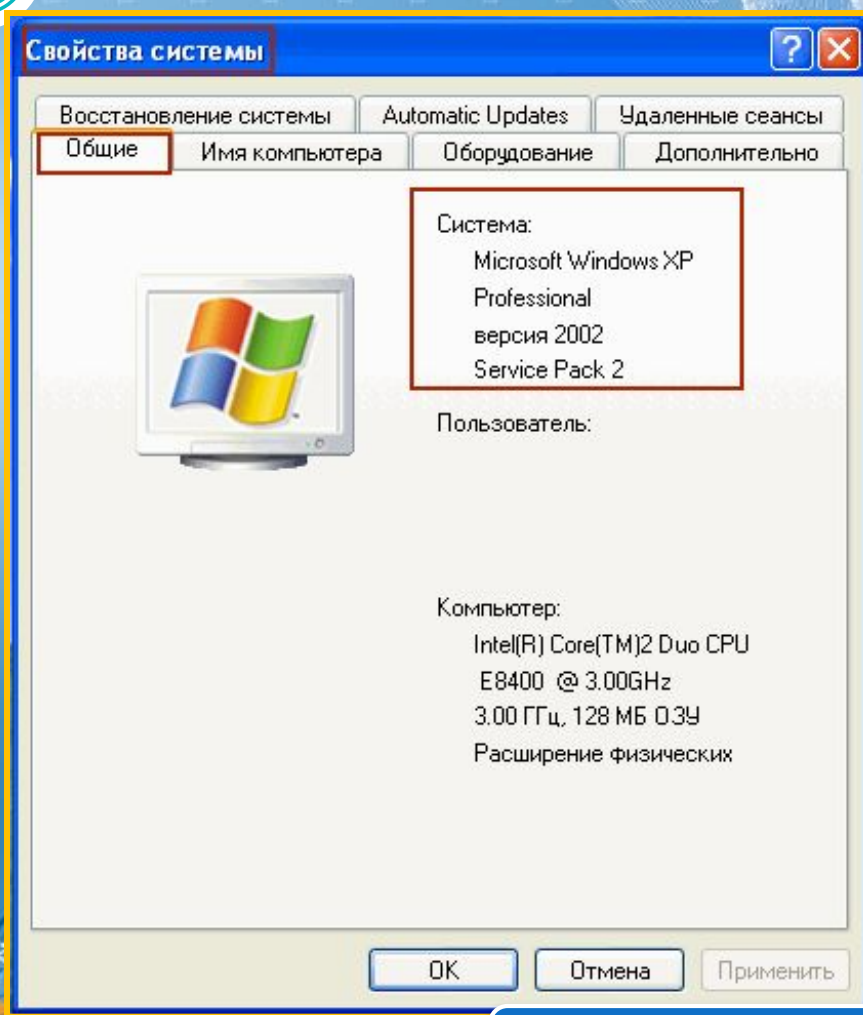 Свойства системы
Восстановление системы
Automatic Updates
Удаленные сеансы
Общие
Имя компьютера
Оборудование
Дополнительно
Система:
Microsoft Windows XP
Professional
версия 2002
Service Pack 2
Пользователь:
Компьютер:
Intel(R) Core(TM)2 Duo CPU
E8400 @ 3.00GHz
3.00 ГГц, 128 МБ ОЗУ
Расширение физических
OK
Отмена
Применить